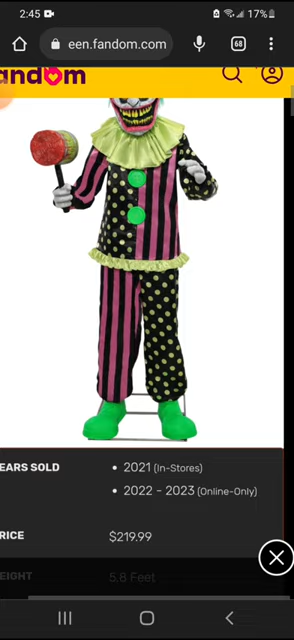 2:45
17%
een.fandom.com
68
andom
EARS SOLD
• 2021 (In-Stores)
• 2022 – 2023 (Online-Only)
RICE
$219.99
EIGHT
5.8 Feet